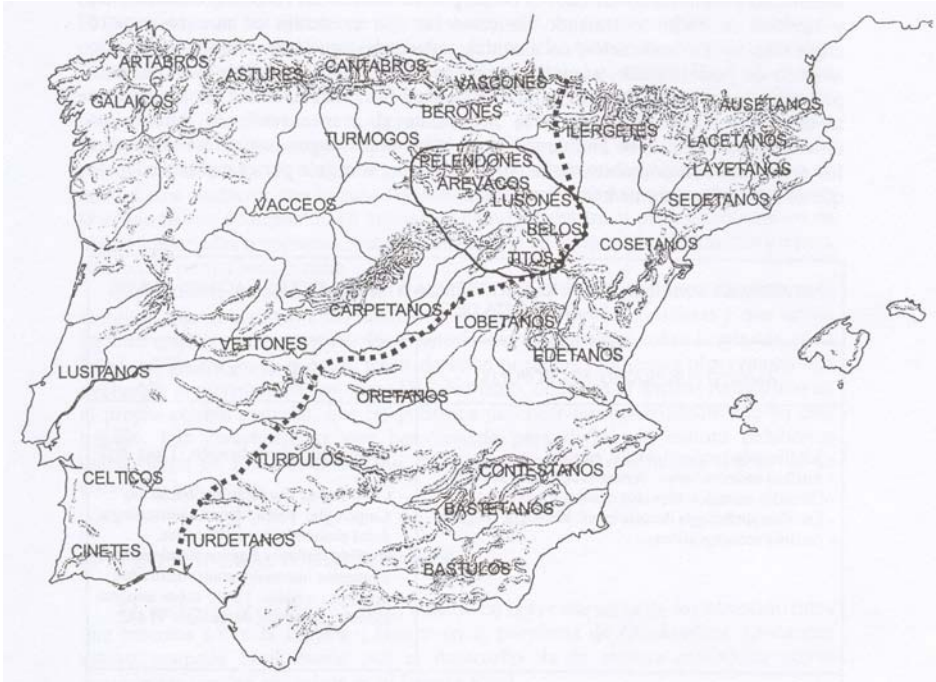 ARTABROS
ASTURES
CANTABROS
VASCONES
GALAICOS
BERONES
AUSETANOS
ILERGETES
TURMOGOS
LACETANOS
PELENDONES
LAYETANOS
AREVACOS
LUSONES
SEDETANOS
VACCEOS
BELOS
COSETANOS
TITOS
CARPETANOS
LOBETANOS
VETTONES
EDETANOS
LUSITANOS
ORETANOS
TURDULOS
CELTICOS
CONTESTANOS
BASTETANOS
TURDETANOS
CINETES
BASTULOS